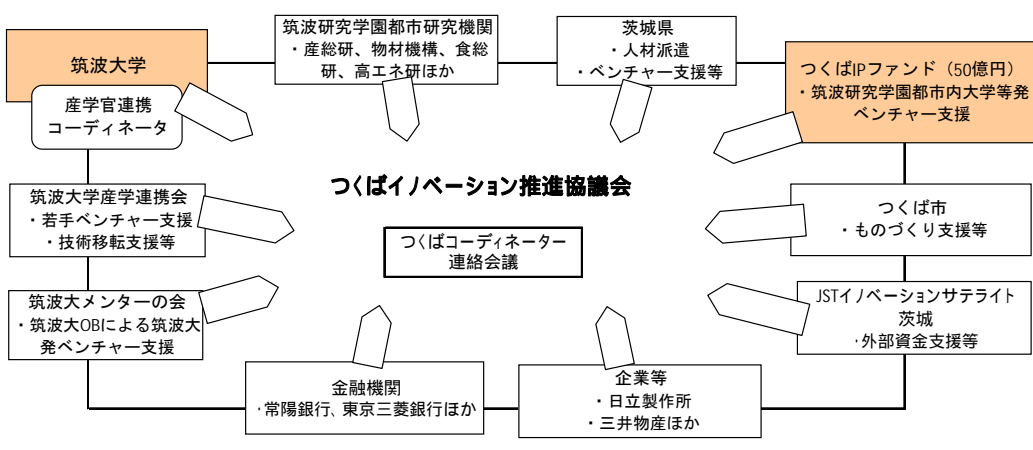 筑波大学
産学官連携
コーディネータ
筑波研究学園都市研究機関
・産総研、物材機構、食総
研、高エネ研ほか
茨城県
・人材派遣
・ベンチャー支援等
つくばIPファンド（50億円）
・筑波研究学園都市内大学等発
ベンチャー支援
つくばイノベーション推進協議会
つくばコーディネーター
連絡会議
筑波大学産学連携会
・若手ベンチャー支援
・技術移転支援等
つくば市
・ものづくり支援等
筑波大メンターの会
・筑波大OBによる筑波大
発ベンチャー支援
JSTイノベーションサテライト
茨城
・外部資金支援等
金融機関
・常陽銀行、東京三菱銀行ほか
企業等
・日立製作所
・三井物産ほか